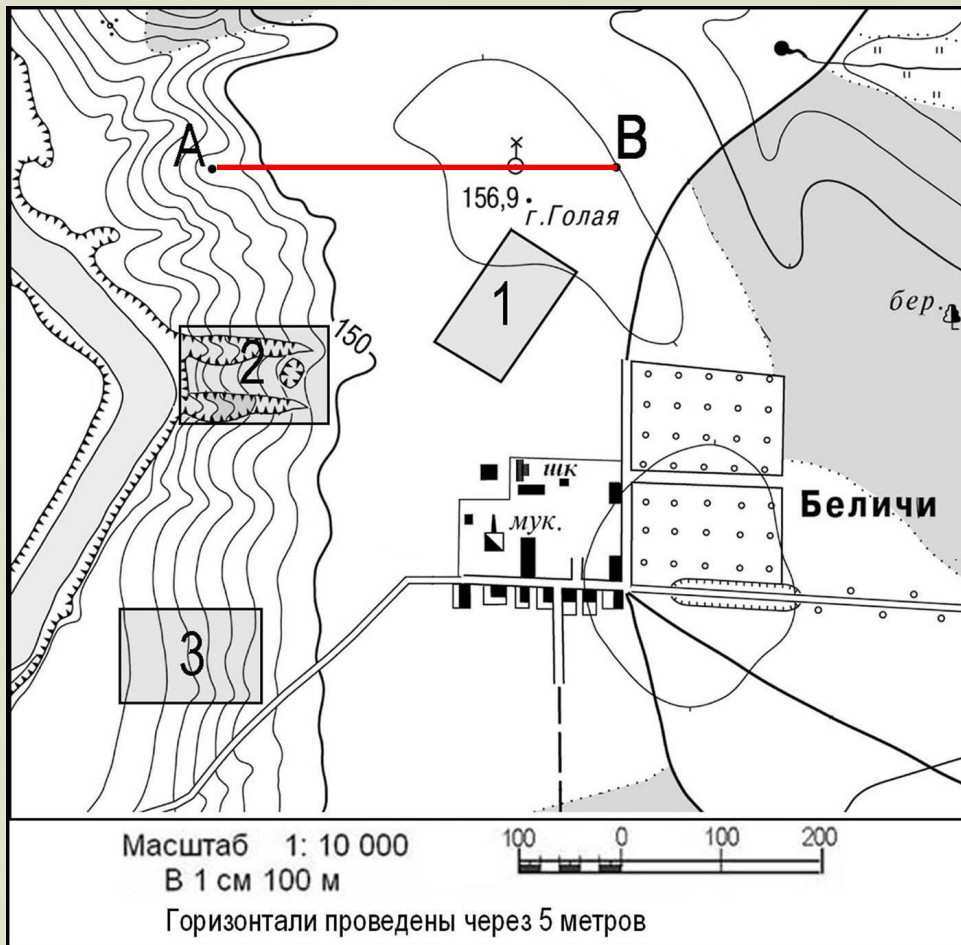 А
В
156,9
г.Голая
1
бер.
150
2
шк
Беличи
мук.
3
Масштаб 1: 10 000
100 0 100 200
В 1 см 100 м
Горизонтали проведены через 5 метров